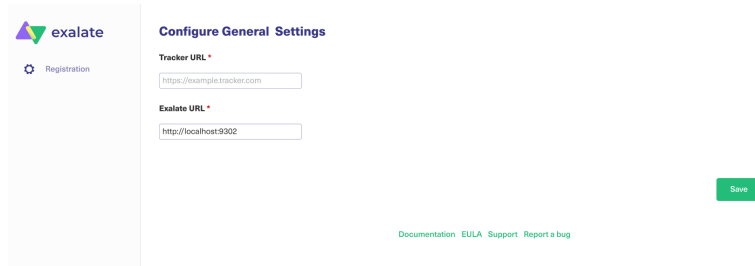 exalate
Registration
Configure General Settings
Tracker URL *
https://example.tracker.com
Exalate URL *
http://localhost:9302
Save
Documentation EULA Support Report a bug